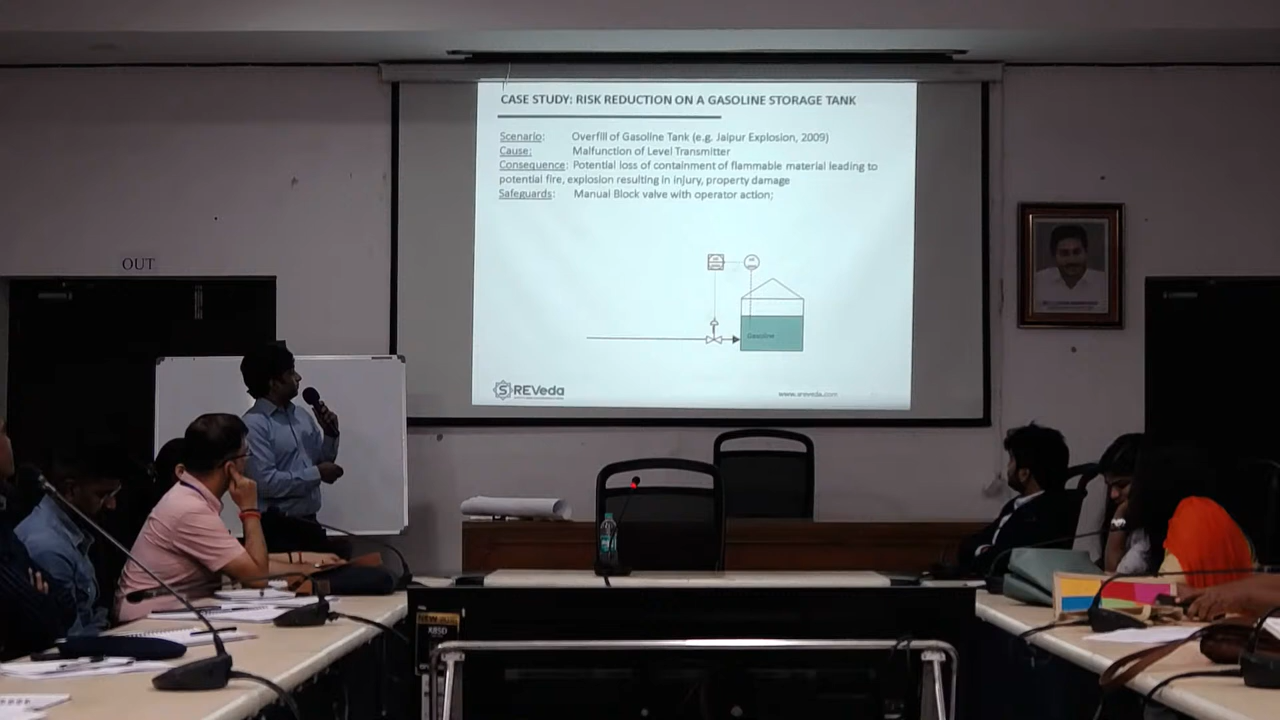 CASE STUDY: RISK REDUCTION ON A GASOLINE STORAGE TANK
Scenario: Overfill of Gasoline Tank (e.g. Jaipur Explosion, 2009)
Cause: Malfunction of Level Transmitter
Consequence: Potential loss of containment of flammable material leading to
potential fire, explosion resulting in injury, property damage
Safeguards: Manual Block valve with operator action;
OUT
Gasoline
SREVeda
www.sreveda.com
NEW
X85D